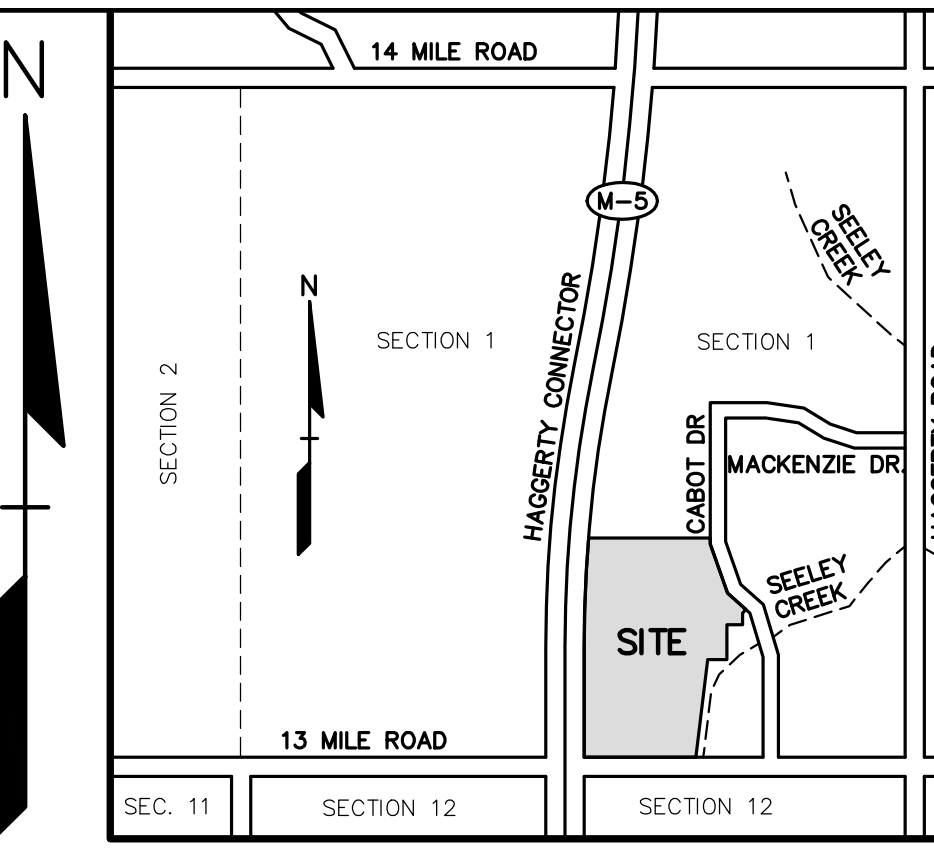 N
14 MILE ROAD
M-5
SEELEY
CREEK
N
HAGGERTY CONNECTOR
SECTION 1
SECTION 1
SECTION 2
CABOT DR
MACKENZIE DR.
SEELEY
CREEK
SITE
13 MILE ROAD
SEC. 11
SECTION 12
SECTION 12